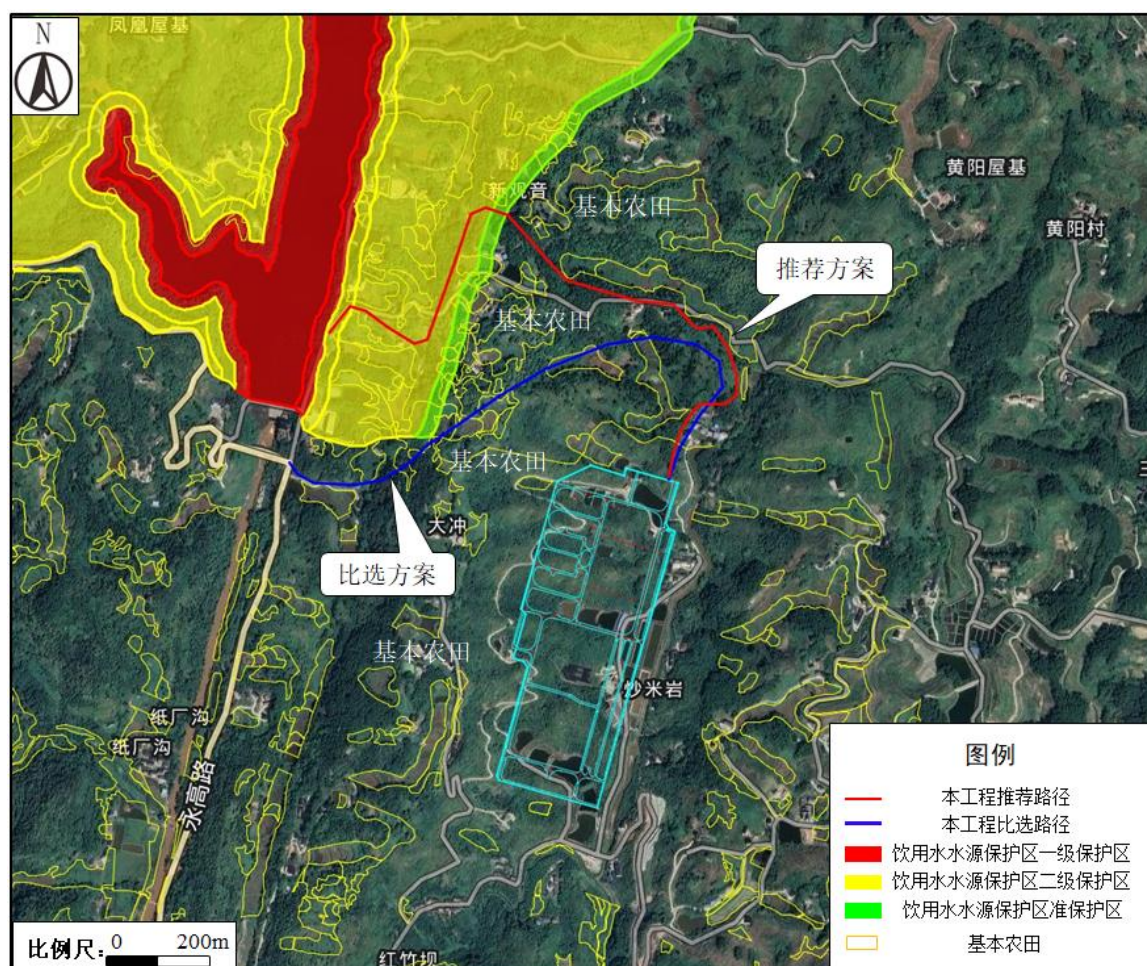 凤凰屋基
N
黄阳屋基
新观音
基本农田
黄阳村
推荐方案
基本农田
基本农田
大冲
比选方案
基本农田
炒米岩
纸厂沟
纸厂沟
永高路
红竹坝
王
图例
本工程推荐路径
本工程比选路径
饮用水水源保护区一级保护区
饮用水水源保护区二级保护区
饮用水水源保护区准保护区
基本农田
比例尺: 0 200m